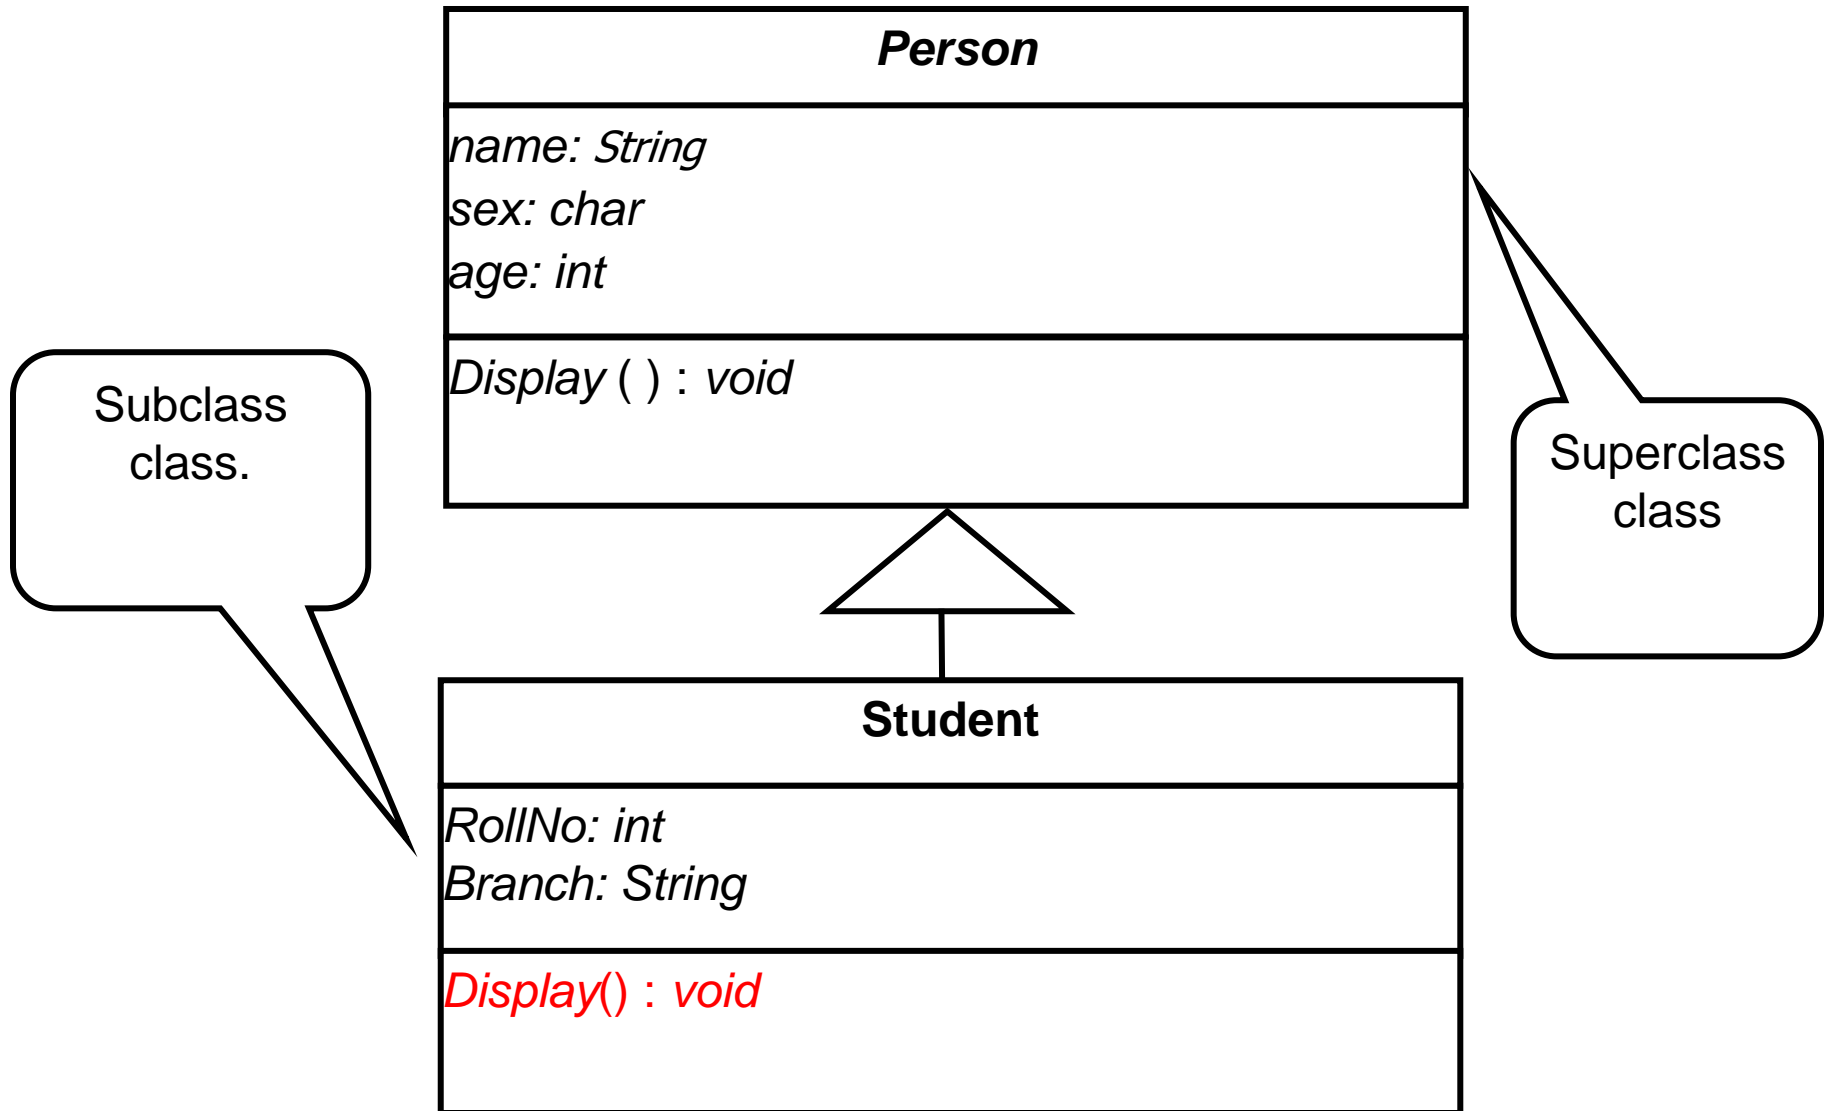 Person
name: String
sex: char
age: int
Display ( ) : void
Subclass
class.
Superclass
class
Student
RollNo: int
Branch: String
Display() : void